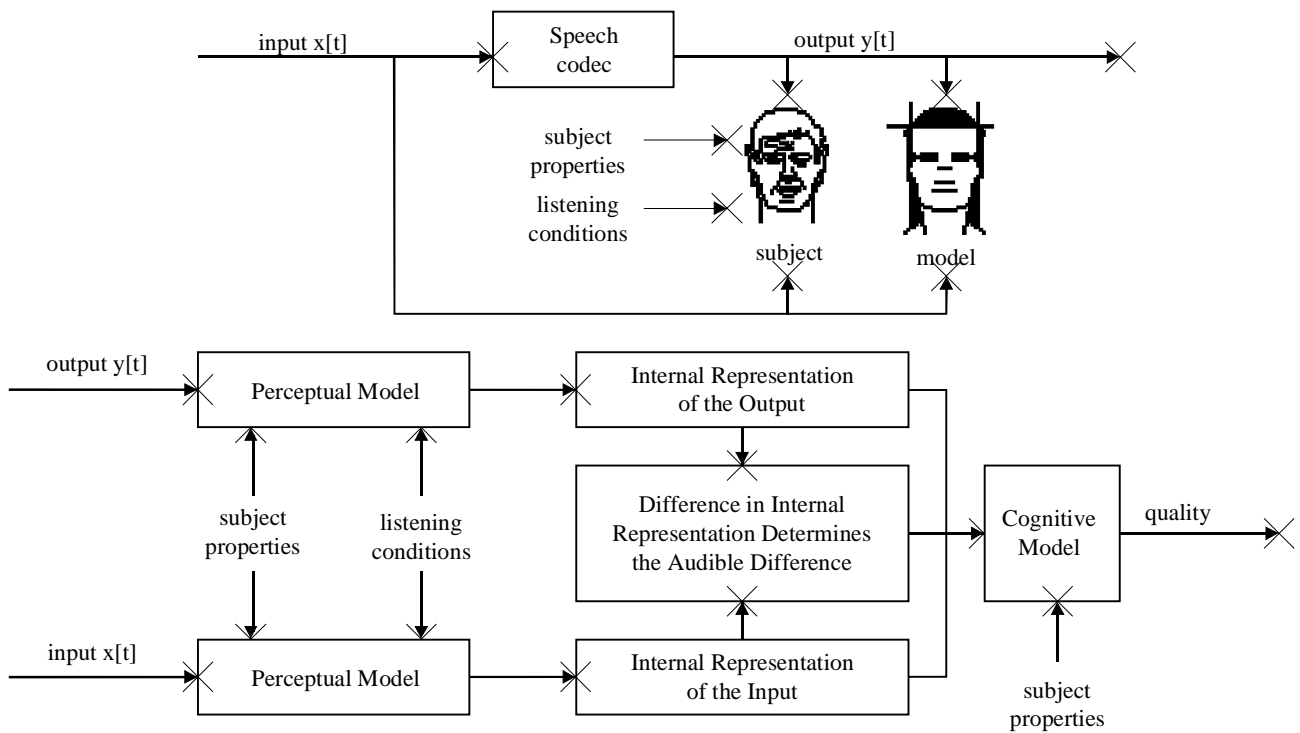 input x[t]
Speech
codec
output y[t]
subject
properties
listening
conditions
subject
model
output y[t]
Perceptual Model
Internal Representation
of the Output
subject
properties
listening
conditions
Difference in Internal
Representation Determines
the Audible Difference
Cognitive
Model
quality
input x[t]
Perceptual Model
Internal Representation
of the Input
subject
properties